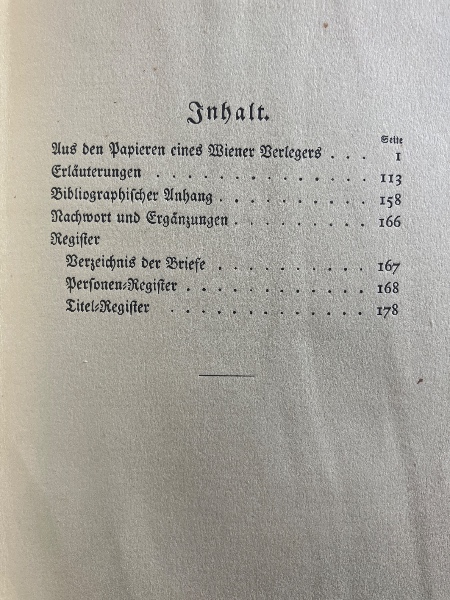 Inhalt.
Seite
Aus den Papieren eines Wiener Verlegers . . . 1
Erläuterungen . . . . . . . . . . . . . . 113
Bibliographischer Anhang . . . . . . . . . 158
Nachwort und Ergänzungen . . . . . . . . 166
Register
Verzeichnis der Briefe . . . . . . . . . . 167
Personen-Register . . . . . . . . . . . . 168
Titel-Register . . . . . . . . . . . . . 178